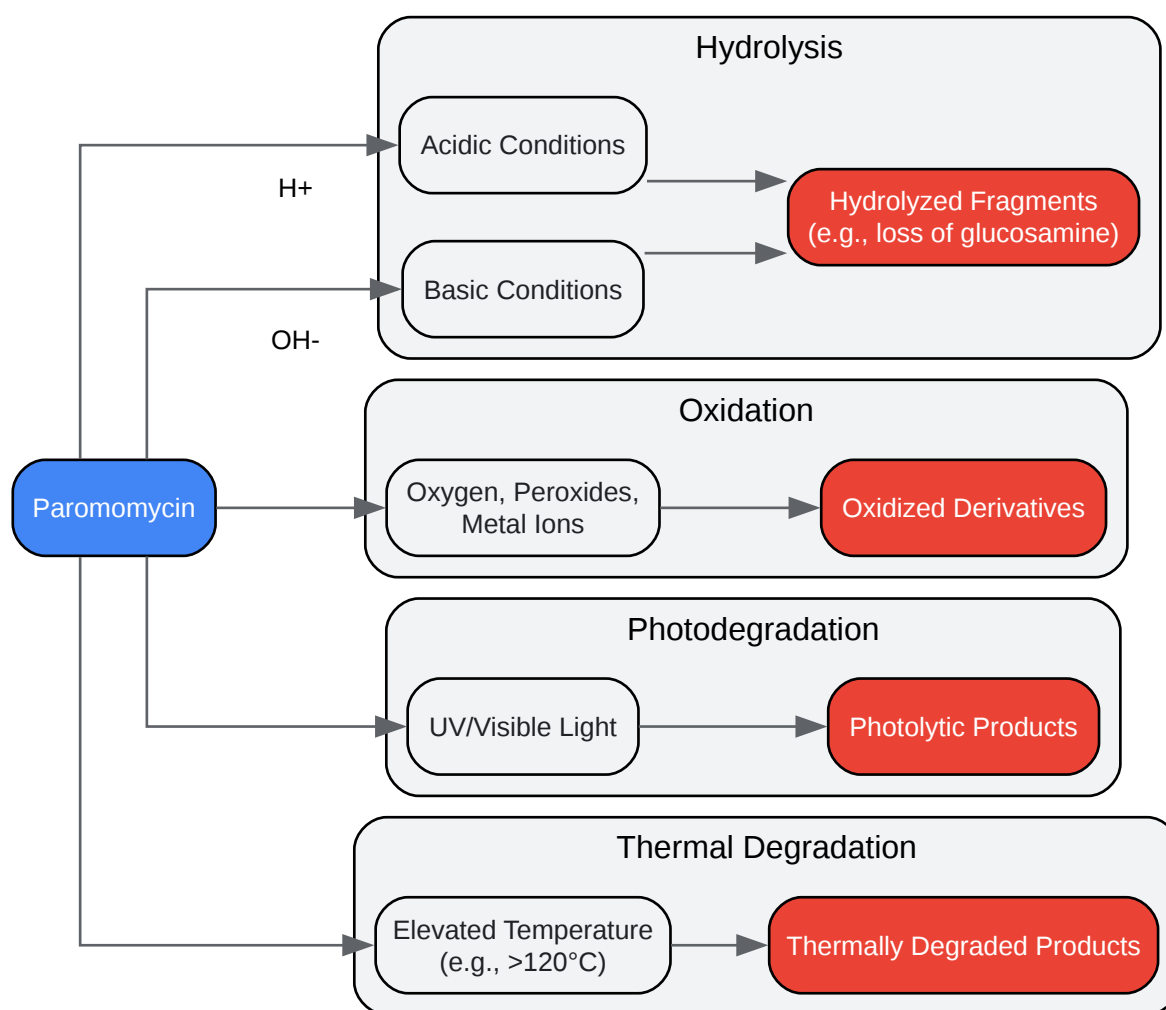 Hydrolysis
Acidic Conditions
H+
Hydrolyzed Fragments
(e.g., loss of glucosamine)
Basic Conditions
OH-
Oxidation
Paromomycin
Oxygen, Peroxides,
Metal Ions
Oxidized Derivatives
Photodegradation
UV/Visible Light
Photolytic Products
Thermal Degradation
Elevated Temperature
(e.g., >120°C)
Thermally Degraded Products